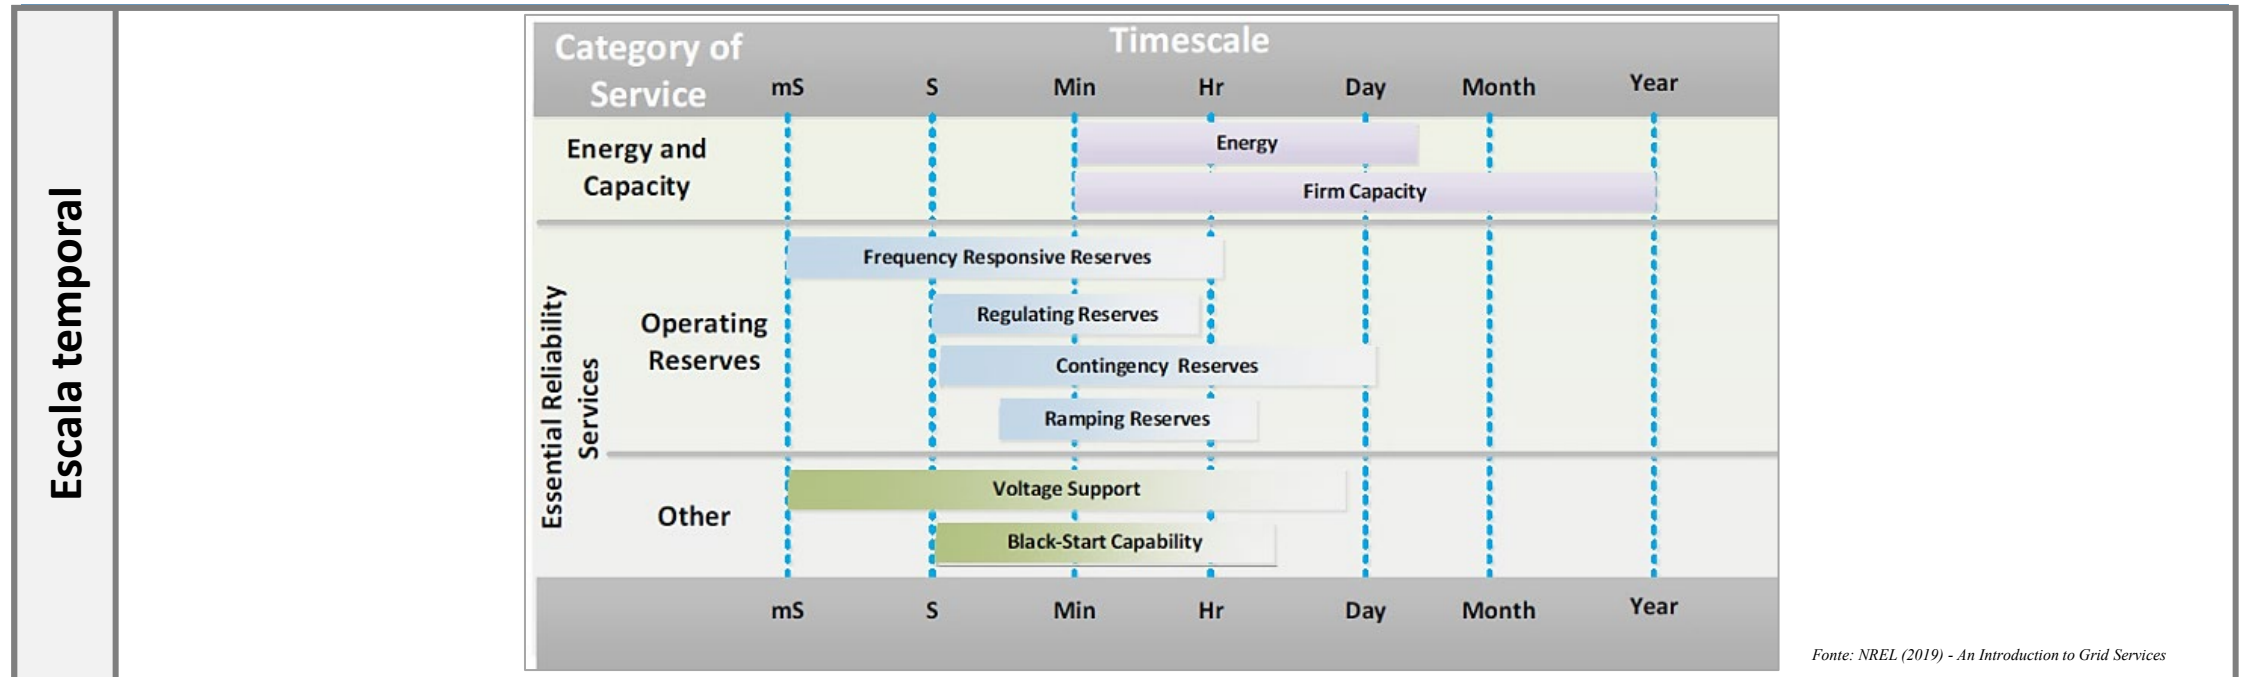 Escala temporal
Category of
Service
Timescale
mS S Min Hr Day Month Year
Energy and
Capacity
Energy
Firm Capacity
Essential Reliability
Services
Operating
Reserves
Frequency Responsive Reserves
Regulating Reserves
Contingency Reserves
Ramping Reserves
Other
Voltage Support
Black-Start Capability
mS S Min Hr Day Month Year
Fonte: NREL (2019) - An Introduction to Grid Services